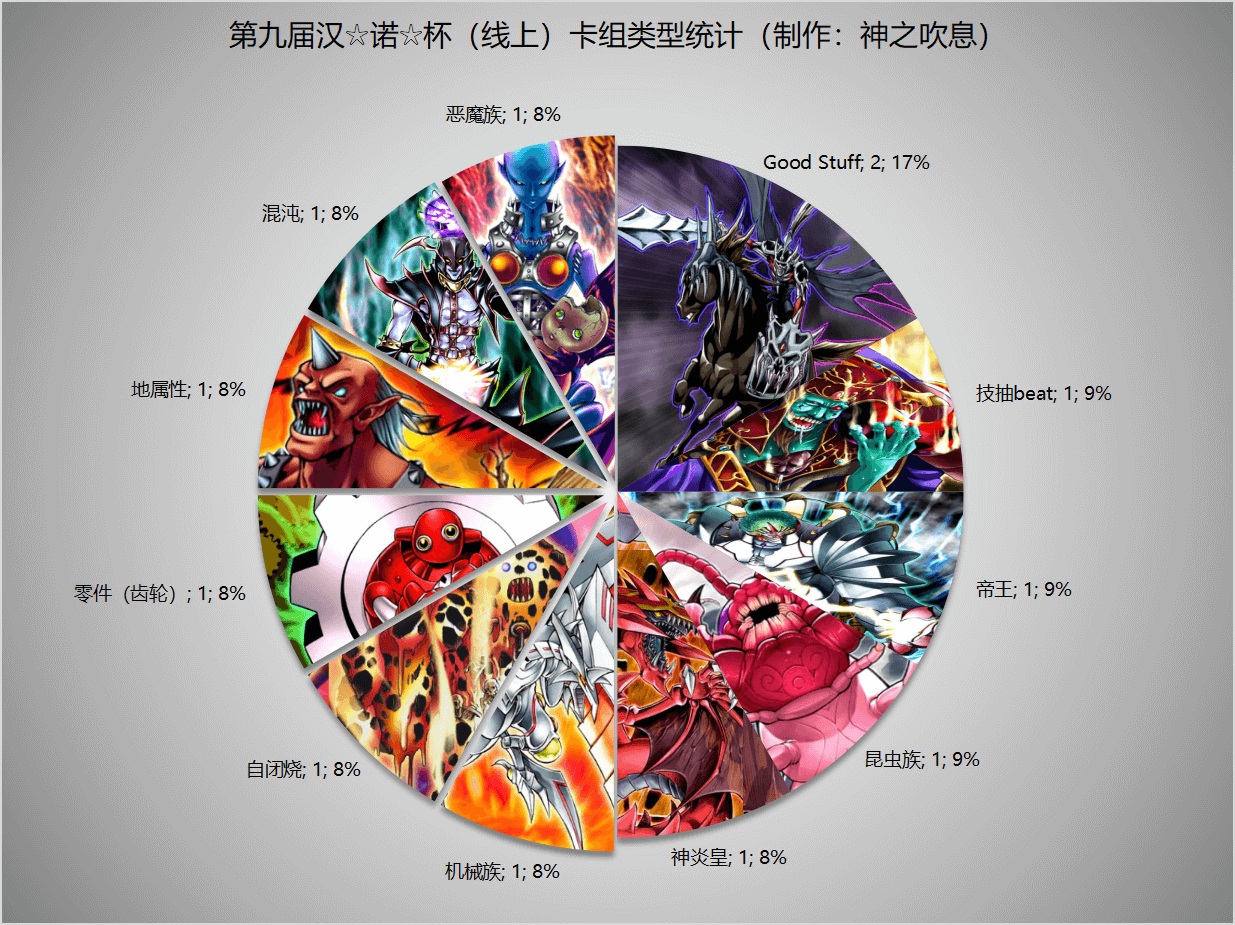 第九届汉☆诺☆杯（线上）卡组类型统计（制作：神之吹息）
恶魔族; 1; 8%
Good Stuff; 2; 17%
混沌; 1; 8%
地属性; 1; 8%
技抽beat; 1; 9%
零件（齿轮）; 1; 8%
帝王; 1; 9%
自闭烧; 1; 8%
昆虫族; 1; 9%
机械族; 1; 8%
神炎皇; 1; 8%